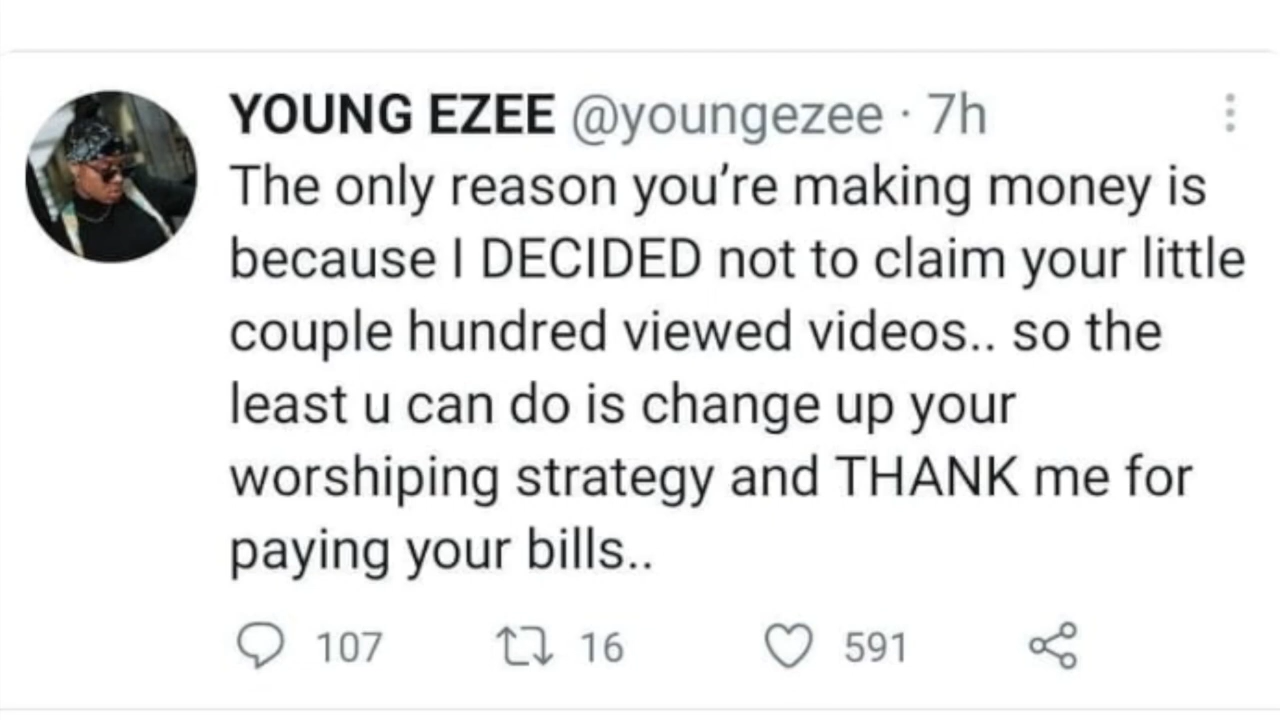 YOUNG EZEE @youngezee · 7h
The only reason you’re making money is
because I DECIDED not to claim your little
couple hundred viewed videos.. so the
least u can do is change up your
worshiping strategy and THANK me for
paying your bills..
107 16 591